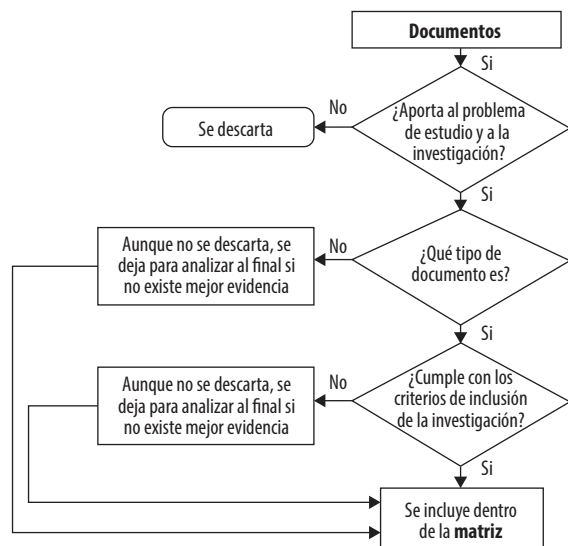 Documentos
Si
¿Aporta al problema
de estudio y a la
investigación?
No
Se descarta
Si
¿Qué tipo de
documento es?
No
Aunque no se descarta, se
deja para analizar al final si
no existe mejor evidencia
Si
¿Cumple con los
criterios de inclusión
de la investigación?
No
Aunque no se descarta, se
deja para analizar al final si
no existe mejor evidencia
Si
Se incluye dentro
de la matriz